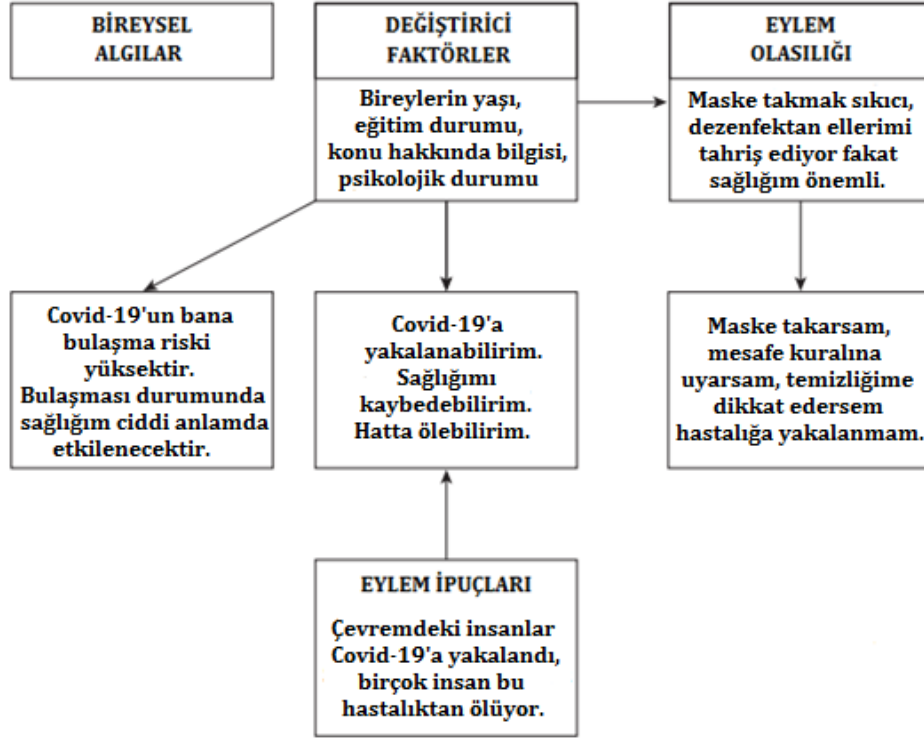 BİREYSEL
ALGILAR
DEĞİŞTİRİCİ
FAKTÖRLER
Bireylerin yaşı,
eğitim durumu,
konu hakkında bilgisi,
psikolojik durumu
EYLEM
OLASILIĞI
Maske takmak sıkıcı,
dezenfektan ellerimi
tahriş ediyor fakat
sağlığım önemli.
Covid-19'un bana
bulaşma riski
yüksektir.
Bulaşması durumunda
sağlığım ciddi anlamda
etkilenecektir.
Covid-19'a
yakalanabilirim.
Sağlığımı
kaybedebilirim.
Hatta ölebilirim.
Maske takarsam,
mesafe kuralına
uyarsam, temizliğime
dikkat edersem
hastalığa yakalanmam.
EYLEM İPUÇLARI
Çevremdeki insanlar
Covid-19'a yakalandı,
birçok insan bu
hastalıktan ölüyor.